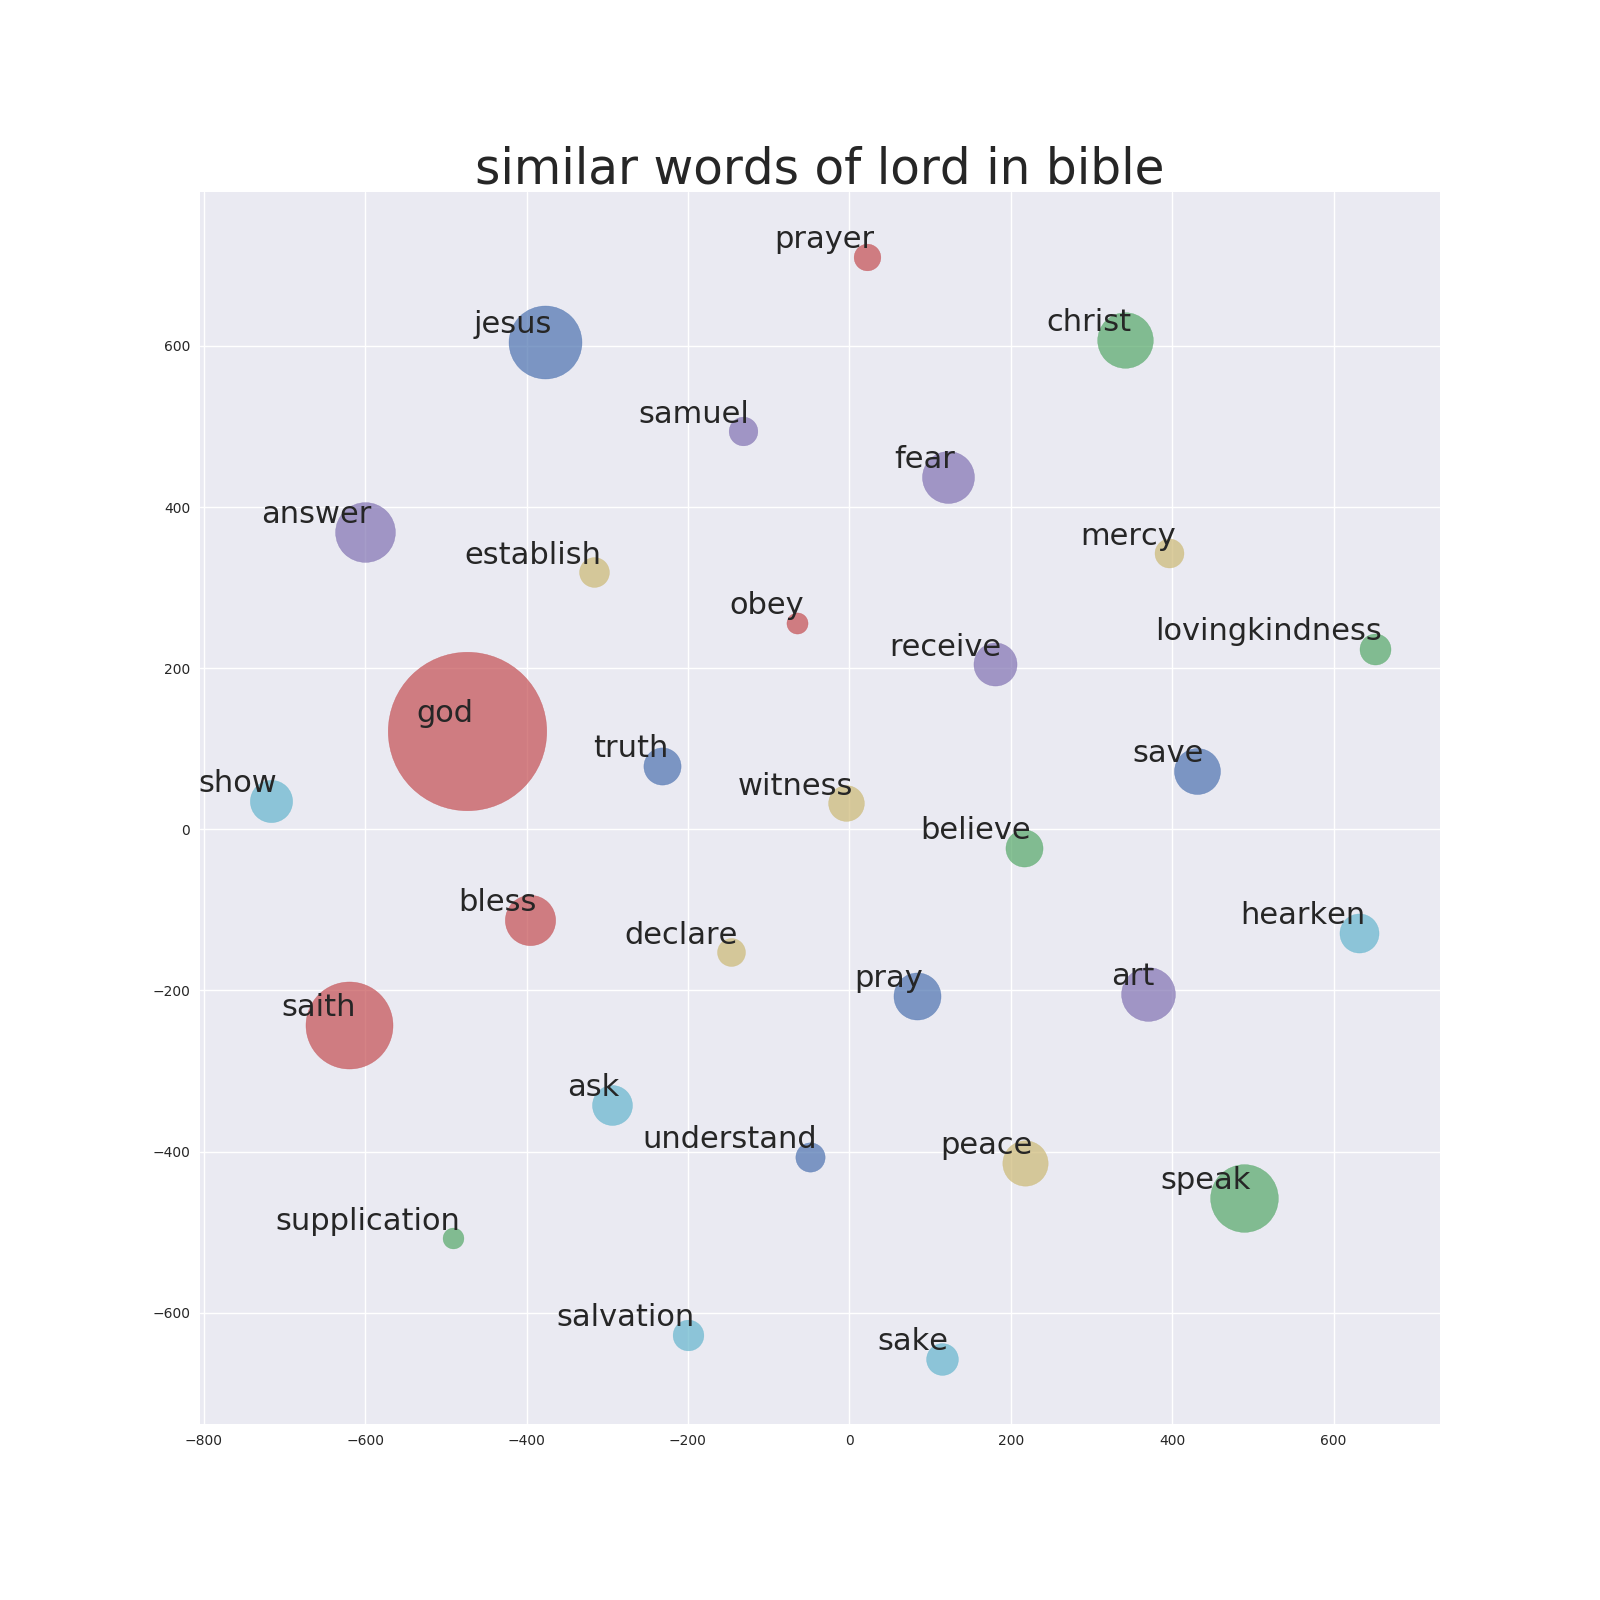 similar words of lord in bible
prayer
jesus
christ
600
samuel
fear
answer
400
mercy
establish
obey
lovingkindness
receive
200
god
truth
save
show
witness
0
believe
bless
hearken
declare
art
pray
−200
saith
ask
understand
peace
−400
speak
supplication
salvation
−600
sake
−800 −600 −400 −200 0 200 400 600